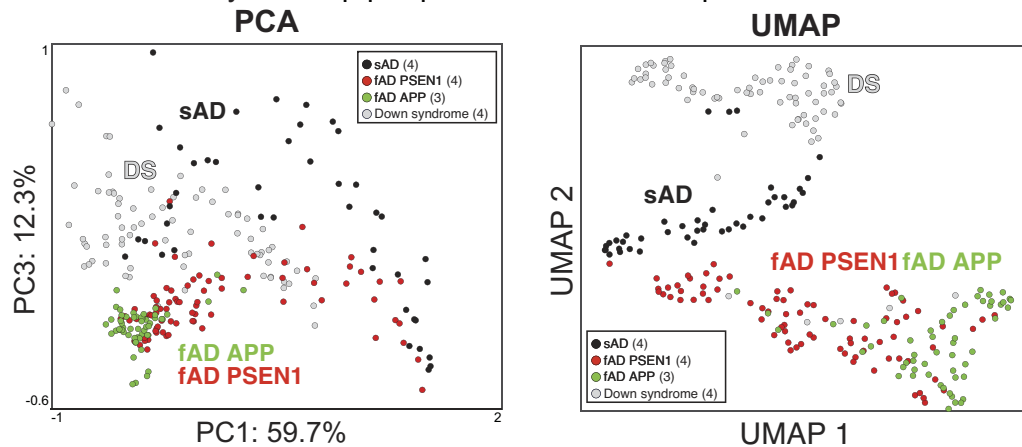 PCA
1
sAD (4)
fAD PSEN1 (4)
fAD APP (3)
Down syndrome (4)
sAD
DS
fAD APP
fAD PSEN1
PC3: 12.3%
-0.6
-1
2
PC1: 59.7%
UMAP
DS
sAD
fAD PSEN1 fAD APP
UMAP 2
sAD (4)
fAD PSEN1 (4)
fAD APP (3)
Down syndrome (4)
UMAP 1